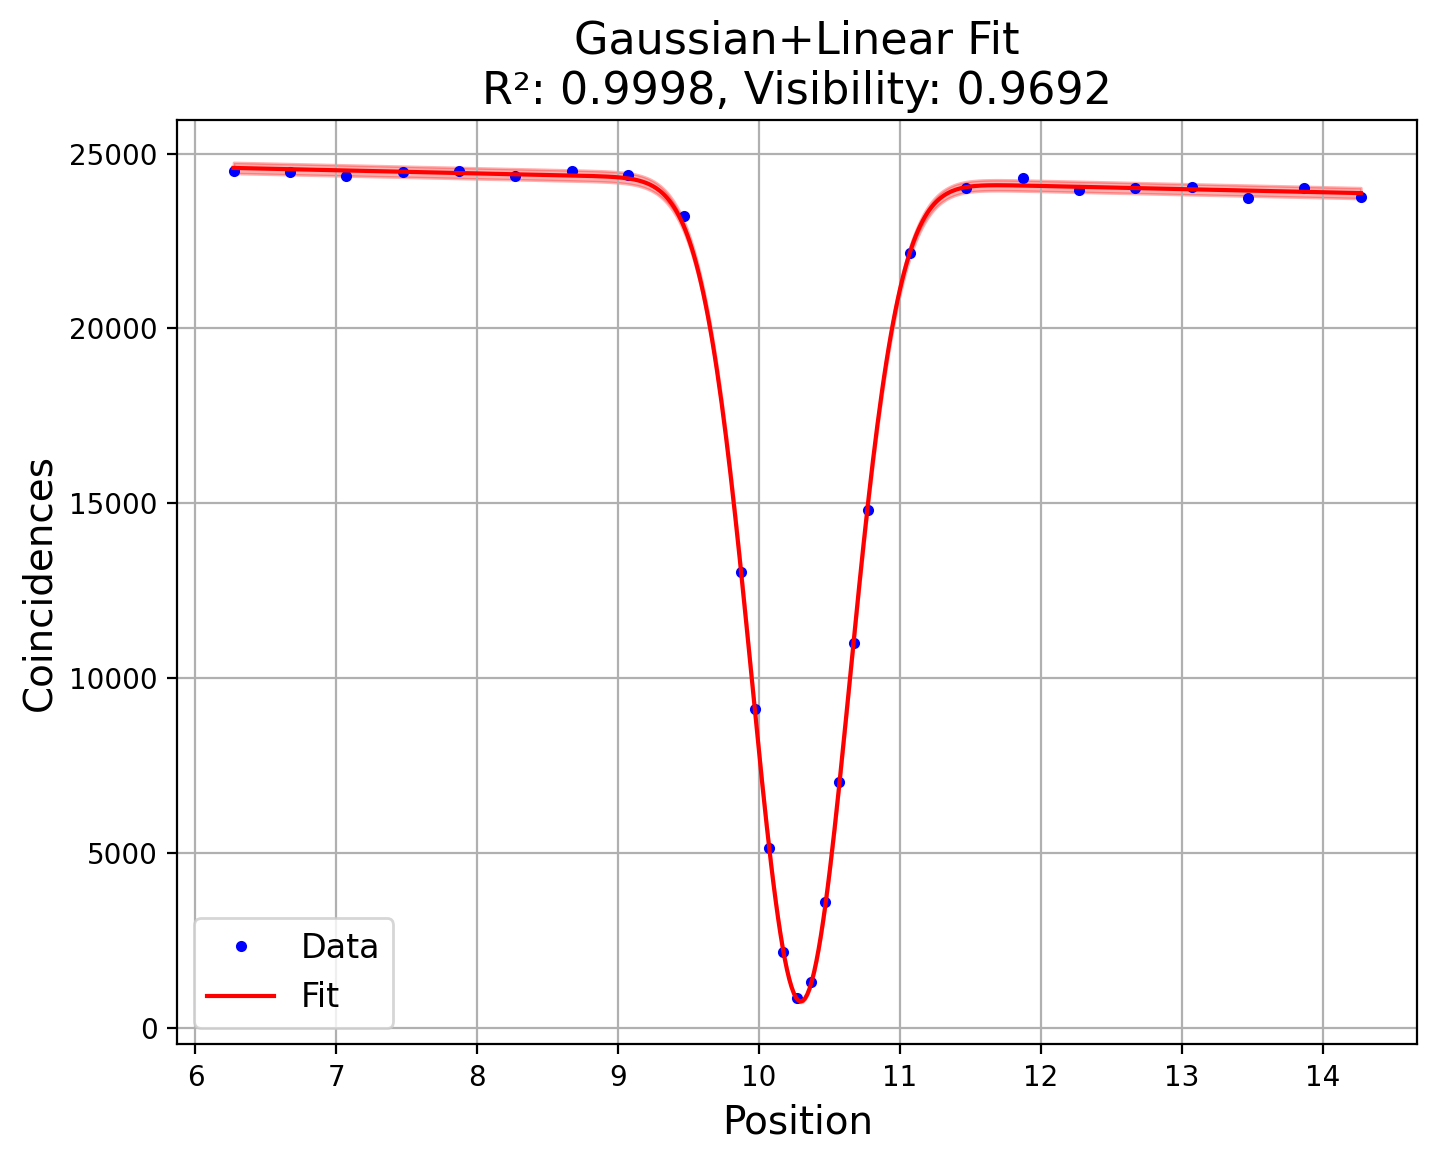 Gaussian+Linear Fit
R²: 0.9998, Visibility: 0.9692
25000
20000
15000
10000
5000
0
Coincidences
Data
Fit
6 7 8 9 10 11 12 13 14
Position